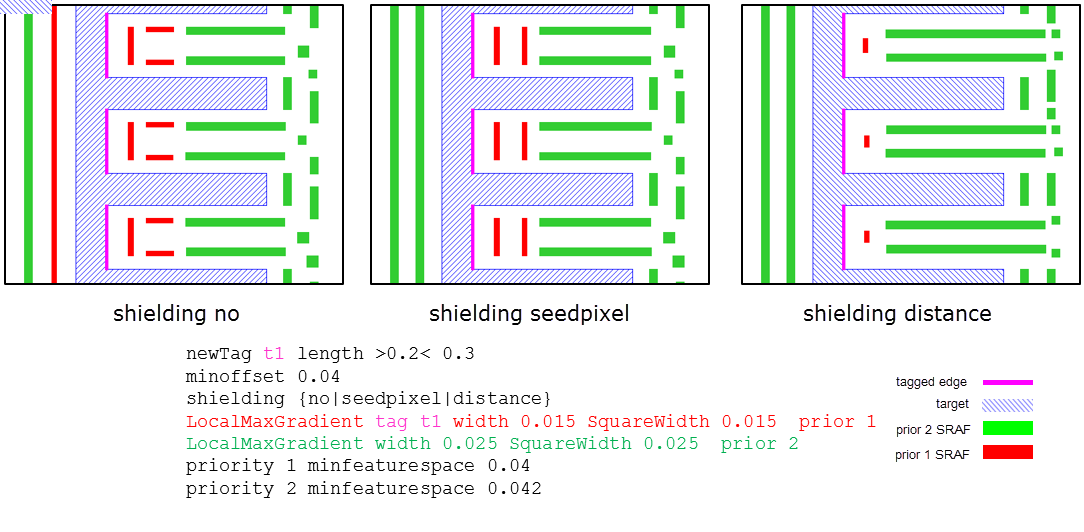 shielding no
shielding seedpixel
shielding distance
newTag t1 length >0.2< 0.3
minoffset 0.04
shielding {no|seedpixel|distance}
LocalMaxGradient tag t1 width 0.015 SquareWidth 0.015 prior 1
LocalMaxGradient width 0.025 SquareWidth 0.025 prior 2
priority 1 minfeaturespace 0.04
priority 2 minfeaturespace 0.042
tagged edge
target
prior 2 SRAF
prior 1 SRAF